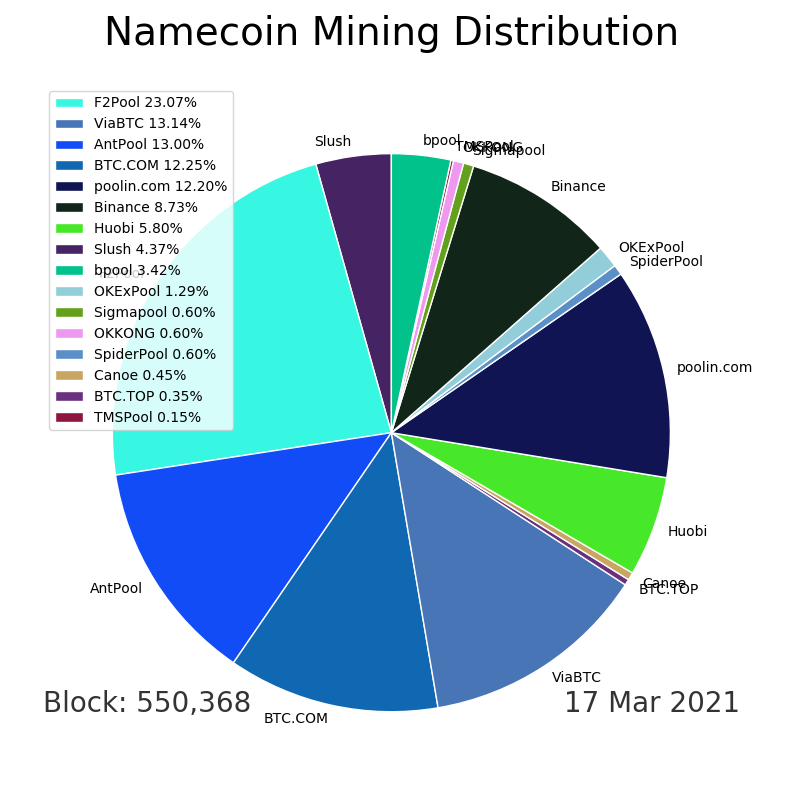 Namecoin Mining Distribution
F2Pool 23.07%
ViaBTC 13.14%
AntPool 13.00%
BTC.COM 12.25%
poolin.com 12.20%
Binance 8.73%
Huobi 5.80%
Slush 4.37%
bpool 3.42%
OKExPool 1.29%
Sigmapool 0.60%
OKKONG 0.60%
SpiderPool 0.60%
Canoe 0.45%
BTC.TOP 0.35%
TMSPool 0.15%
Slush
bpool
TMSPool
OKKONG
Sigmapool
Binance
OKExPool
SpiderPool
poolin.com
Huobi
Canoe
BTC.TOP
ViaBTC
BTC.COM
AntPool
Block: 550,368
17 Mar 2021